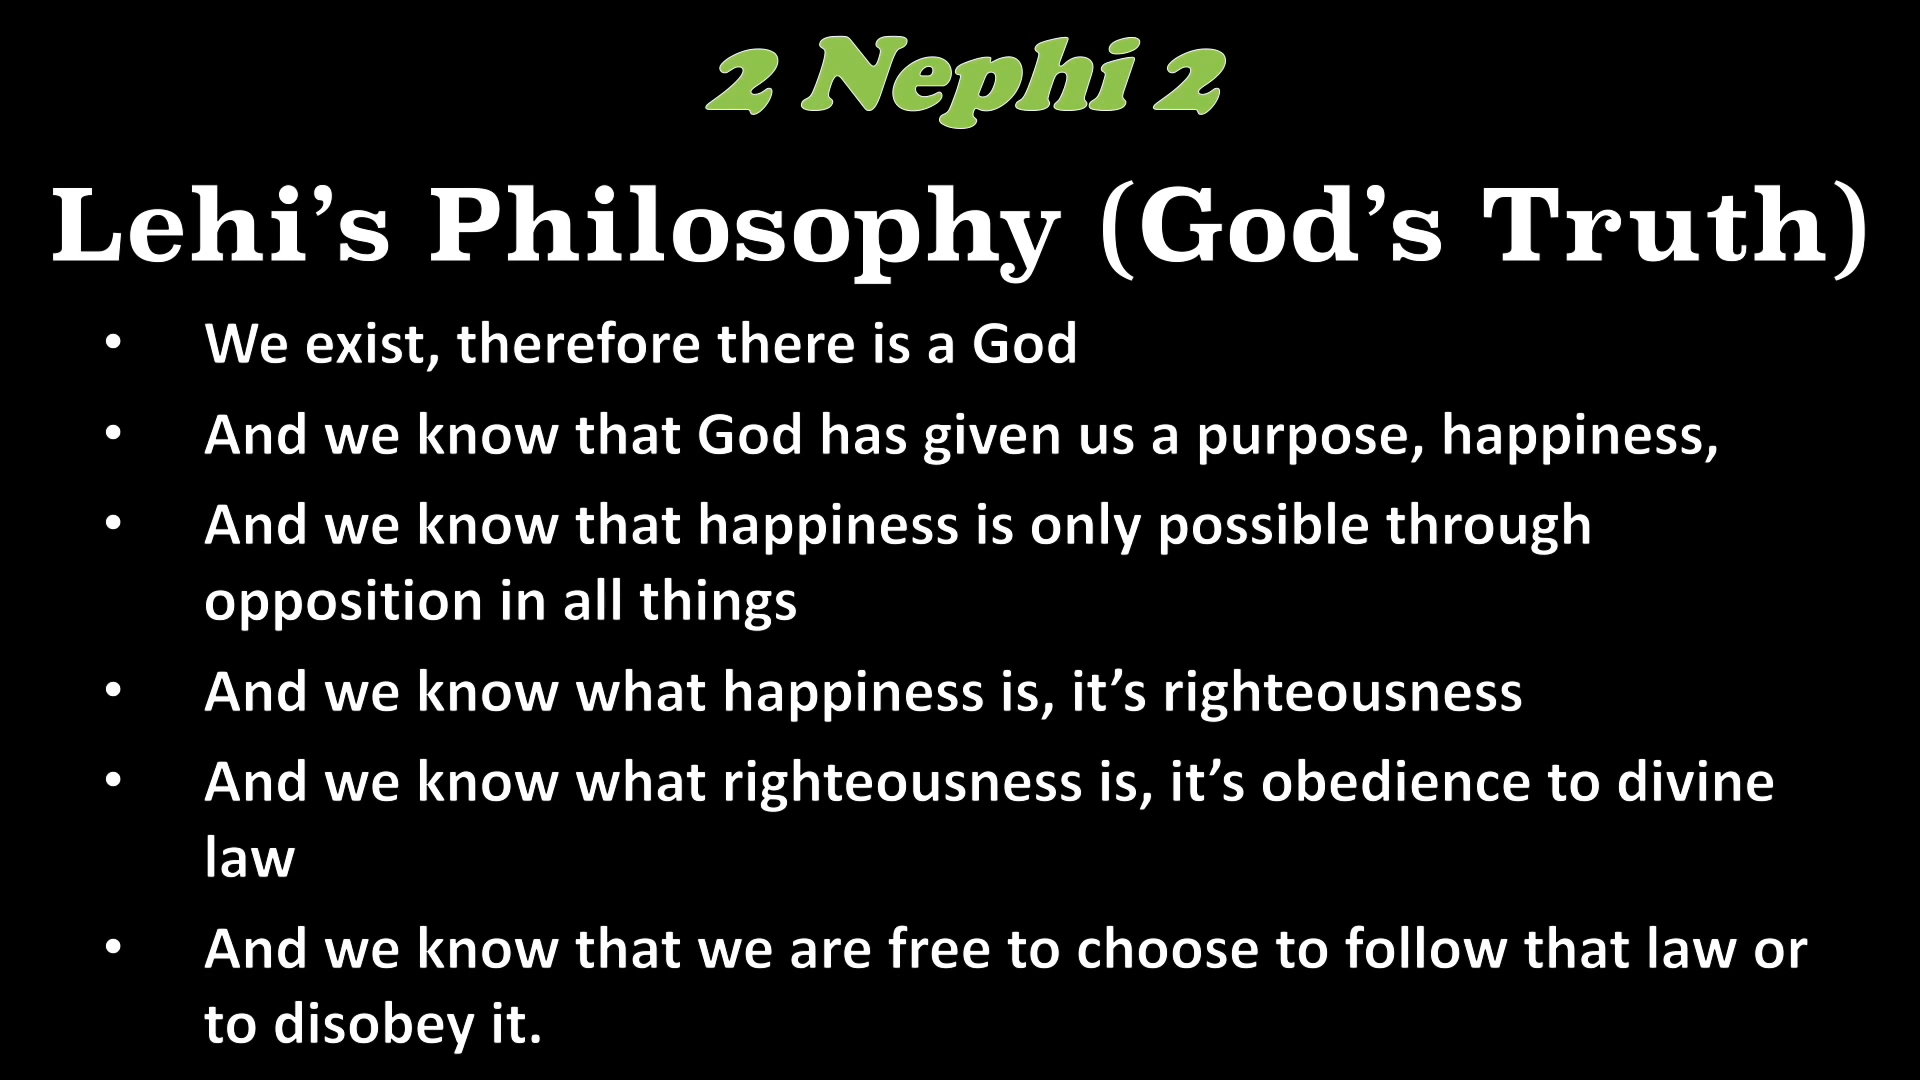 2 Nephi 2
Lehi’s Philosophy (God’s Truth)
• We exist, therefore there is a God
• And we know that God has given us a purpose, happiness,
• And we know that happiness is only possible through
opposition in all things
• And we know what happiness is, it’s righteousness
• And we know what righteousness is, it’s obedience to divine
law
• And we know that we are free to choose to follow that law or
to disobey it.